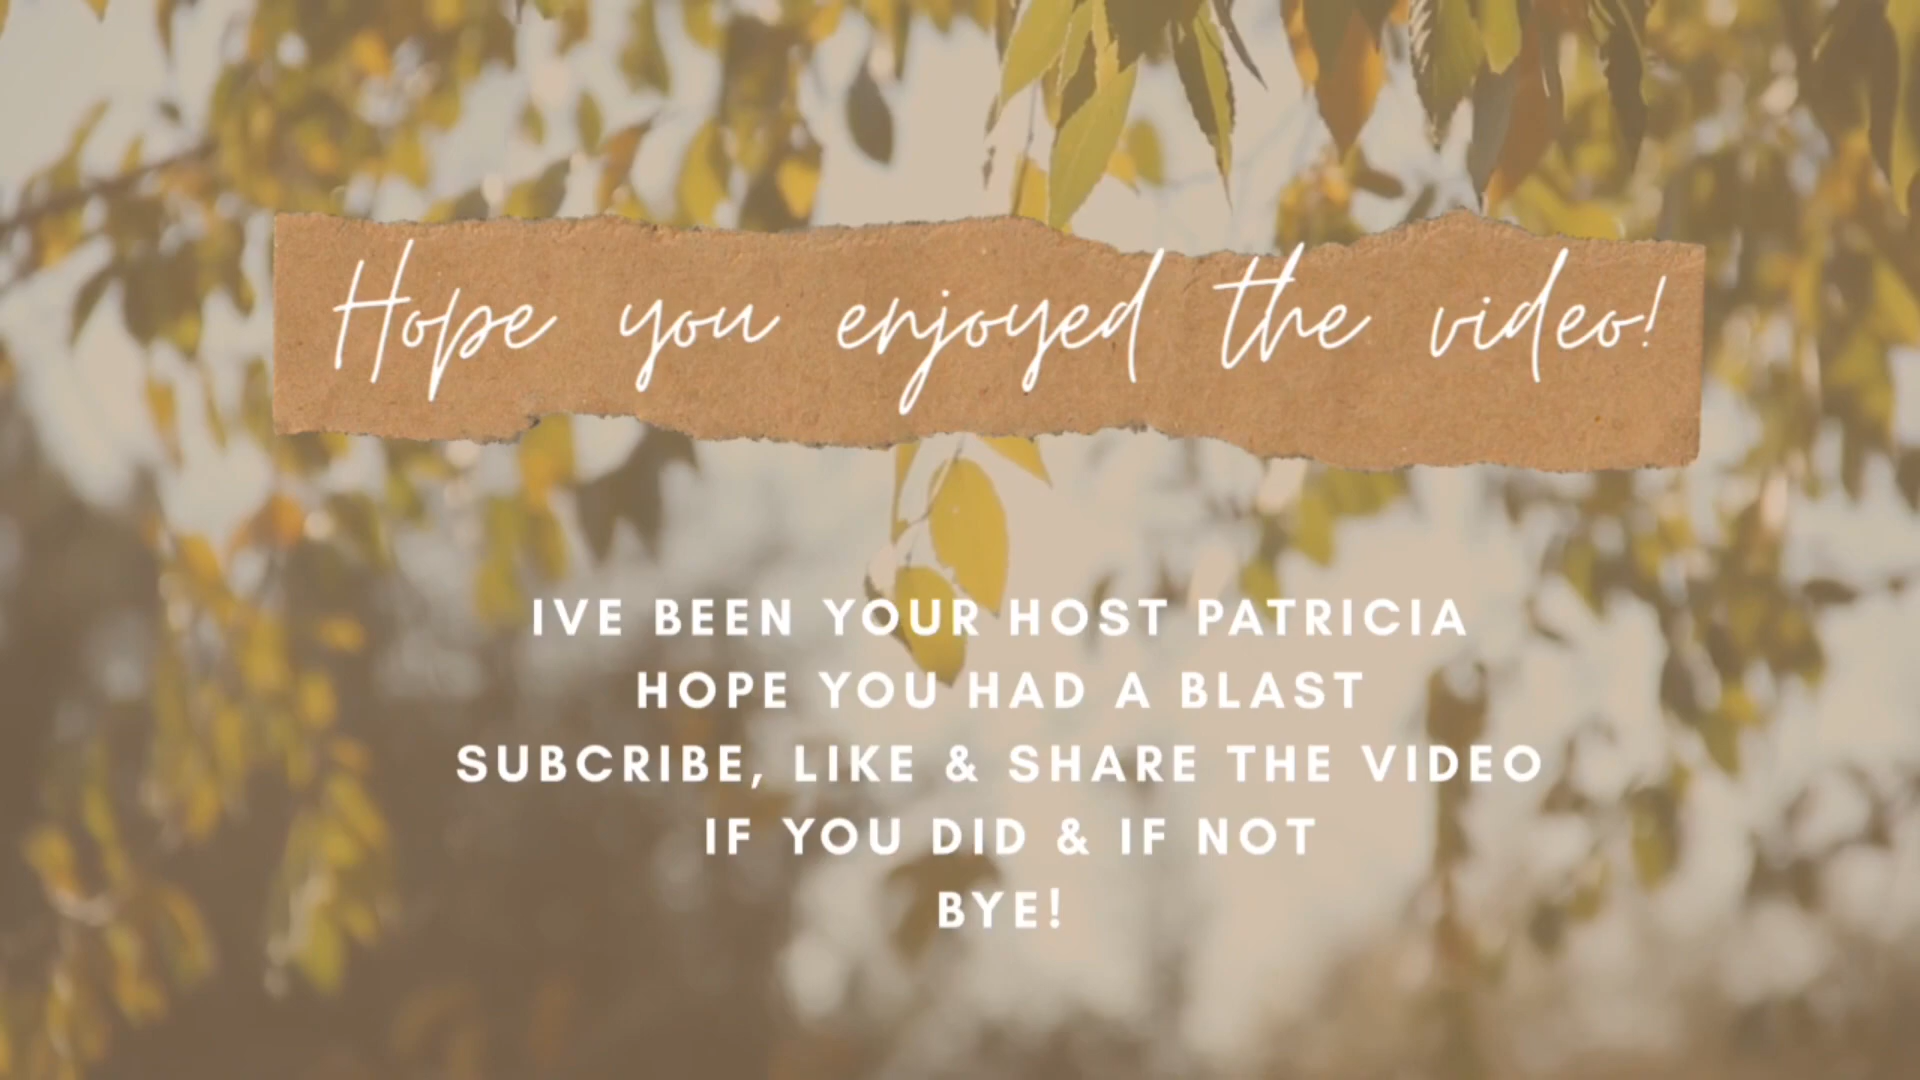 Hope you enjoyed the video!
IVE BEEN YOUR HOST PATRICIA
HOPE YOU HAD A BLAST
SUBCRIBE, LIKE & SHARE THE VIDEO
IF YOU DID & IF NOT
BYE!